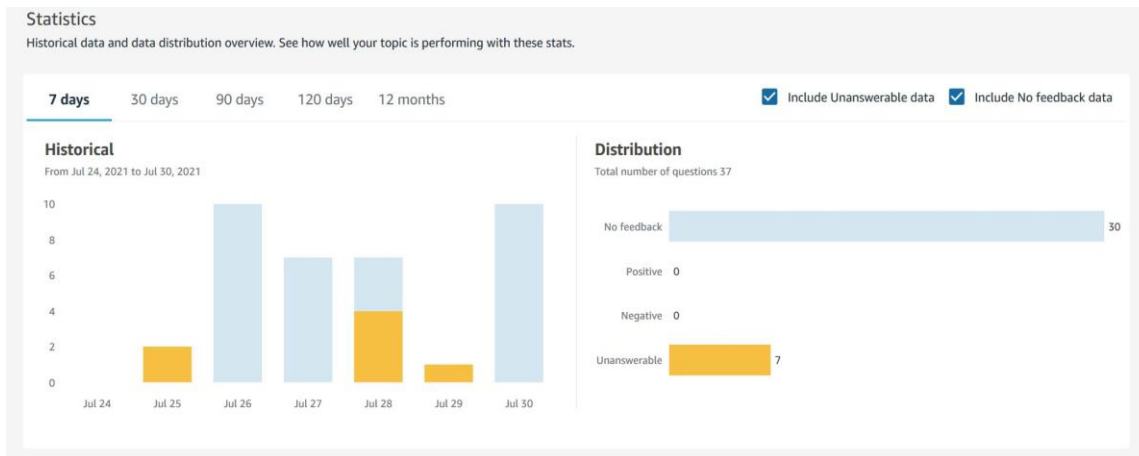 Statistics
Historical data and data distribution overview. See how well your topic is performing with these stats.
7 days 30 days 90 days 120 days 12 months Include Unanswerable data Include No feedback data
Historical
From Jul 24, 2021 to Jul 30, 2021
10
8
6
4
2
0
Jul 24 Jul 25 Jul 26 Jul 27 Jul 28 Jul 29 Jul 30
Distribution
Total number of questions 37
No feedback 30
Positive 0
Negative 0
Unanswerable 7